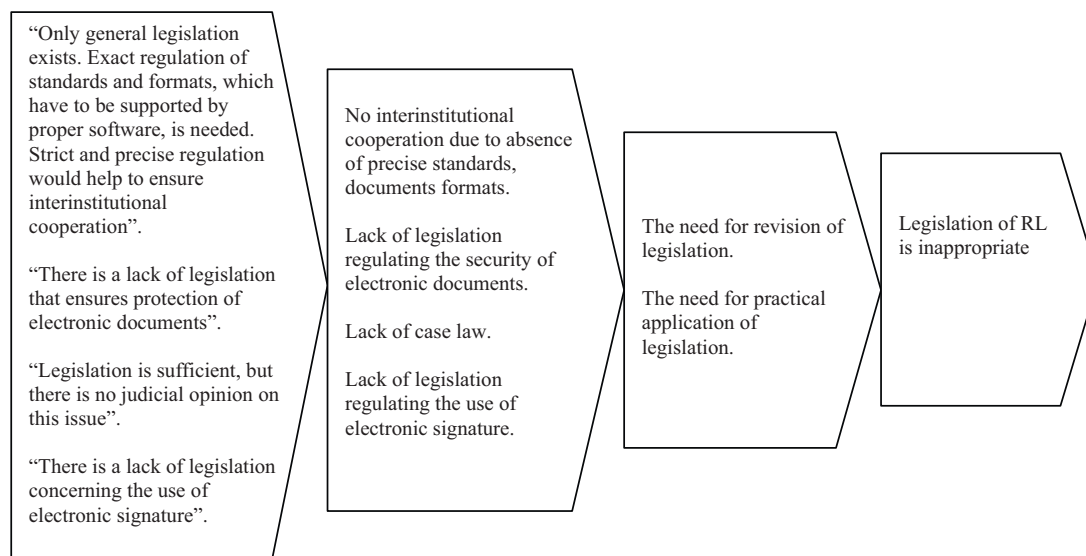 “Only general legislation
exists. Exact regulation of
standards and formats, which
have to be supported by
proper software, is needed.
Strict and precise regulation
would help to ensure
interinstitutional
cooperation”.
“There is a lack of legislation
that ensures protection of
electronic documents”.
“Legislation is sufficient, but
there is no judicial opinion on
this issue”.
“There is a lack of legislation
concerning the use of
electronic signature”.
No interinstitutional
cooperation due to absence
of precise standards,
documents formats.
Lack of legislation
regulating the security of
electronic documents.
Lack of case law.
Lack of legislation
regulating the use of
electronic signature.
The need for revision of
legislation.
The need for practical
application of
legislation.
Legislation of RL
is inappropriate